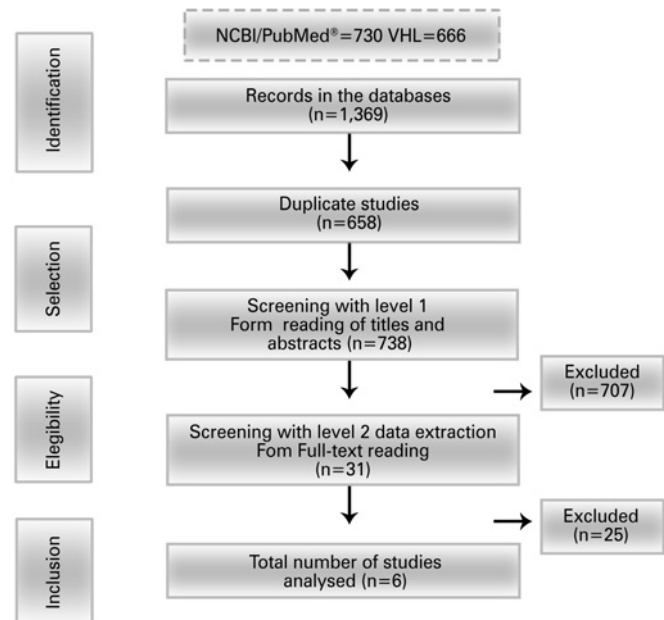 NCBI/PubMed®=730 VHL=666
Identification
Records in the databases
(n=1,369)
Duplicate studies
(n=658)
Selection
Screening with level 1
Form reading of titles and
abstracts (n=738)
Excluded
(n=707)
Elegibility
Screening with level 2 data extraction
Fom Full-text reading
(n=31)
Excluded
(n=25)
Inclusion
Total number of studies
analysed (n=6)